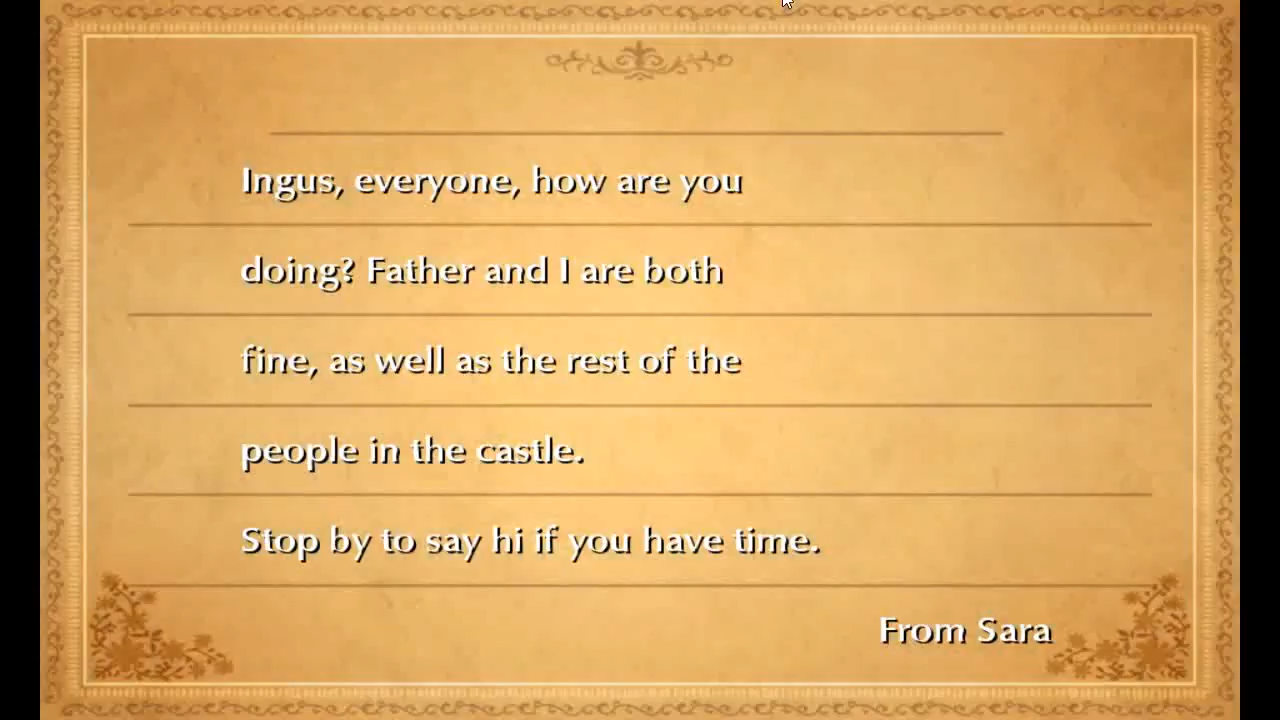 Ingus, everyone, how are you
doing? Father and I are both
fine, as well as the rest of the
people in the castle.
Stop by to say hi if you have time.
From Sara